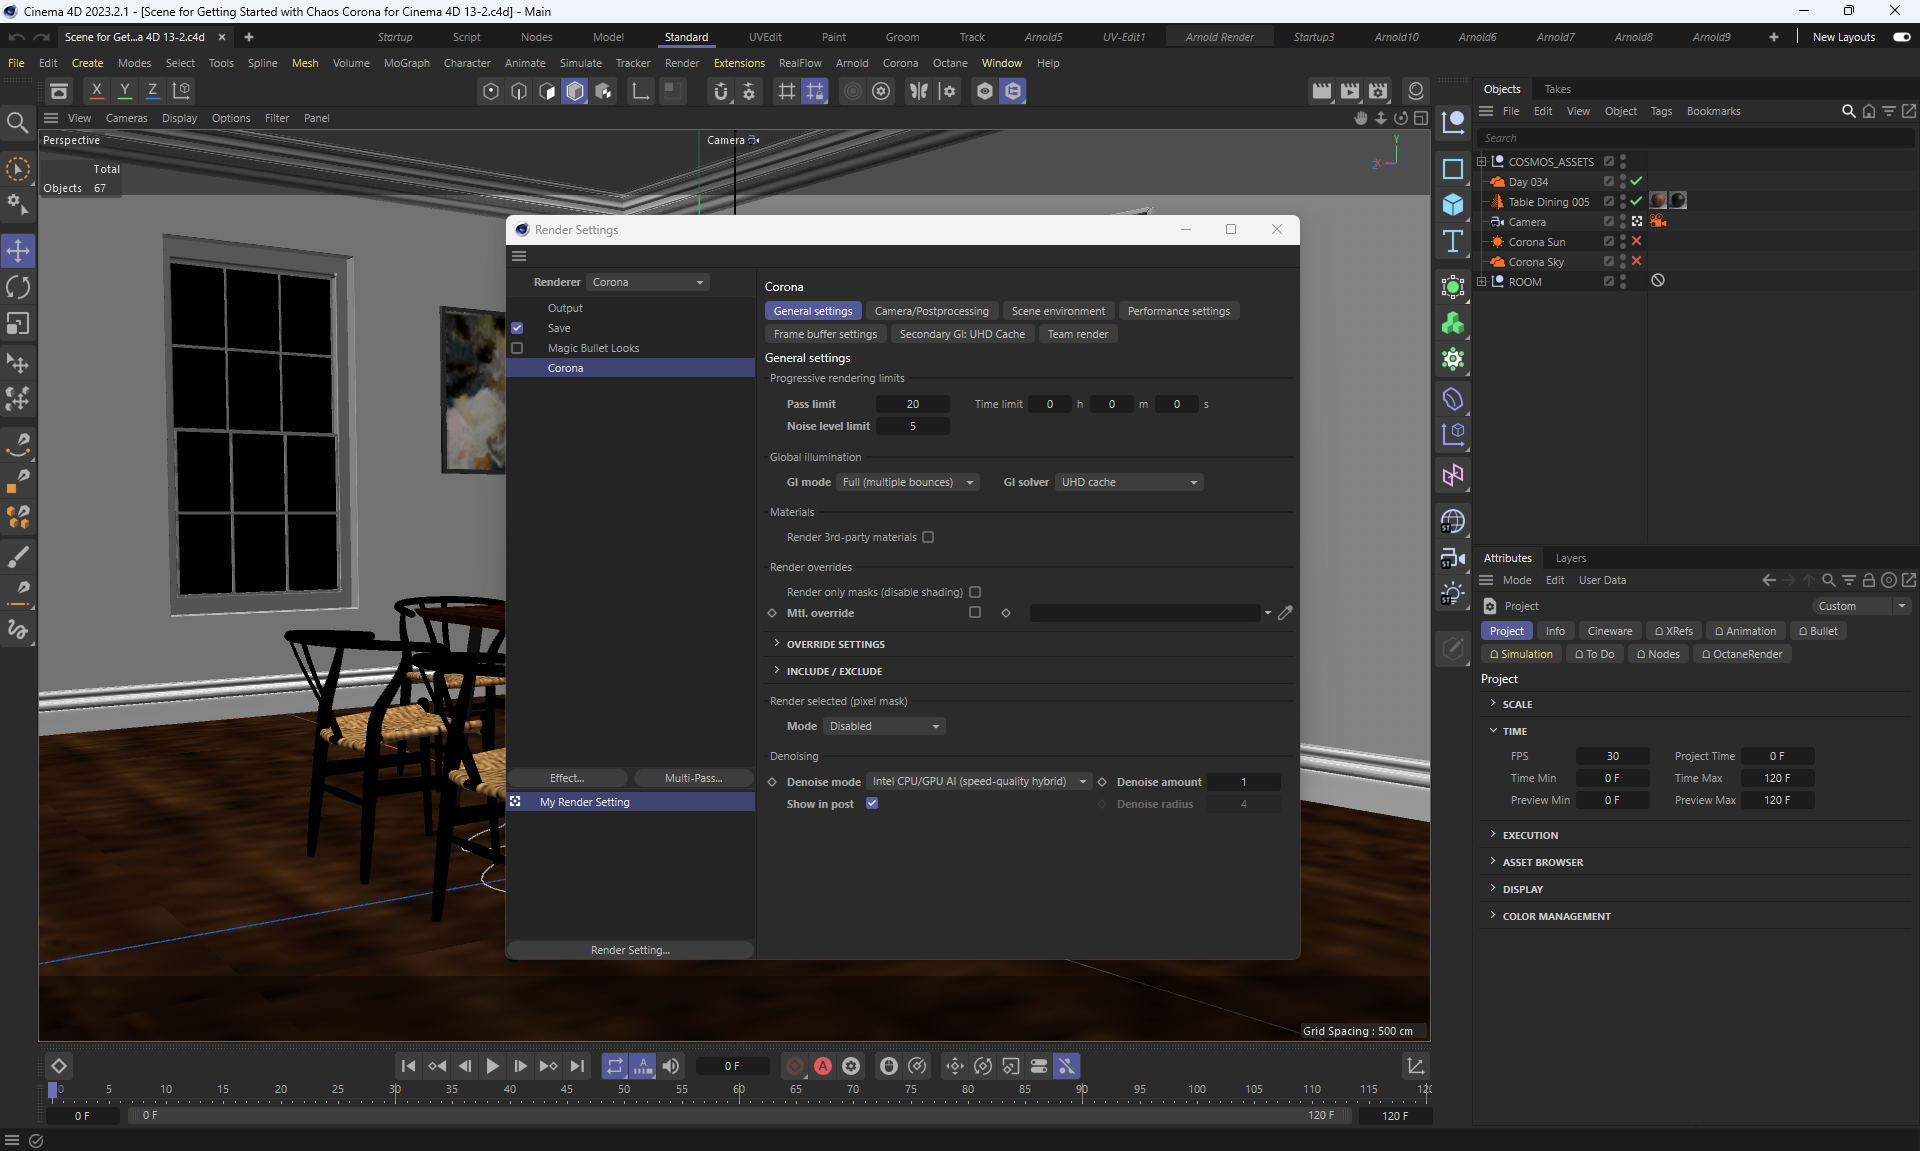 Cinema 4D 2023.2.1 - [Scene for Getting Started with Chaos Corona for Cinema 4D 13-2.c4d] - Main
Scene for Get...a 4D 13-2.c4d
Startup Script Nodes Model Standard UVEdit Paint Groom Track Arnold5 UV-Edit1 Arnold Render Startup3 Arnold10 Arnold6 Arnold7 Arnold8 Arnold9 New Layouts
File Edit Create Modes Select Tools Spline Mesh Volume MoGraph Character Animate Simulate Tracker Render Extensions RealFlow Arnold Corona Octane Window Help
X Y Z
View Cameras Display Options Filter Panel
Perspective
Camera
Total
Objects 67
Y
X
Z
Render Settings
Renderer Corona
Output
Save
Magic Bullet Looks
Corona
Effect...
Multi-Pass...
My Render Setting
Render Setting...
Corona
General settings Camera/Postprocessing Scene environment Performance settings
Frame buffer settings Secondary GI: UHD Cache Team render
General settings
Progressive rendering limits
Pass limit 20 Time limit 0 h 0 m 0 s
Noise level limit 5
Global illumination
GI mode Full (multiple bounces) GI solver UHD cache
Materials
Render 3rd-party materials
Render overrides
Render only masks (disable shading)
Mtl. override
OVERRIDE SETTINGS
INCLUDE / EXCLUDE
Render selected (pixel mask)
Mode Disabled
Denoising
Denoise mode Intel CPU/GPU AI (speed-quality hybrid) Denoise amount 1
Show in post Denoise radius 4
Grid Spacing : 500 cm
Objects Takes
File Edit View Object Tags Bookmarks
Search
COSMOS_ASSETS
Day 034
Table Dining 005
Camera
Corona Sun
Corona Sky
ROOM
ST
ST
ST
Attributes Layers
Mode Edit User Data
Project Custom
Project Info Cineware XRefs Animation Bullet
Simulation To Do Nodes OctaneRender
Project
SCALE
TIME
FPS 30 Project Time 0 F
Time Min 0 F Time Max 120 F
Preview Min 0 F Preview Max 120 F
EXECUTION
ASSET BROWSER
DISPLAY
COLOR MANAGEMENT
A
0 F
A
0 5 10 15 20 25 30 35 40 45 50 55 60 65 70 75 80 85 90 95 100 105 110 115 120
0 F 0 F 120 F 120 F